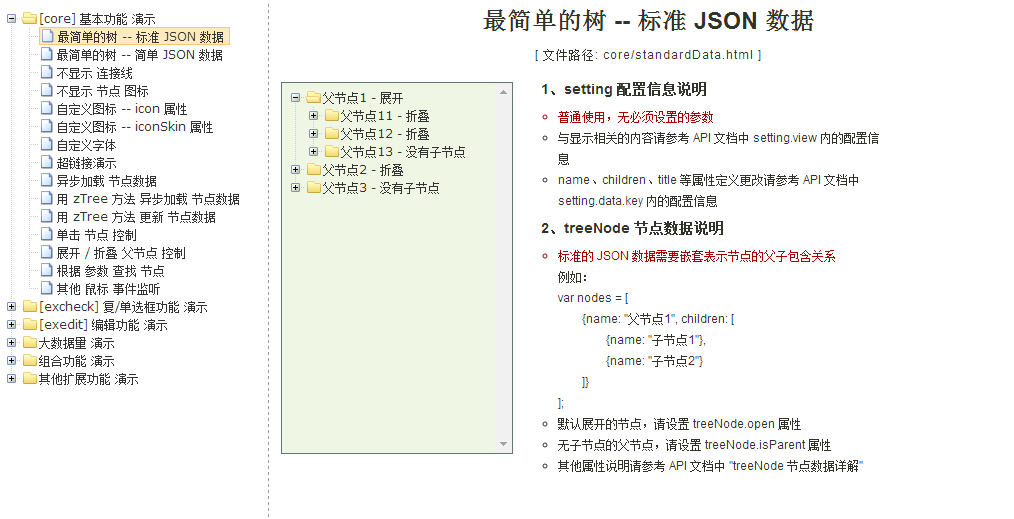 [core] 基本功能 演示
最简单的树 -- 标准 JSON 数据
最简单的树 -- 简单 JSON 数据
不显示 连接线
不显示 节点 图标
自定义图标 -- icon 属性
自定义图标 -- iconSkin 属性
自定义字体
超链接演示
异步加载 节点数据
用 zTree 方法 异步加载 节点数据
用 zTree 方法 更新 节点数据
单击 节点 控制
展开 / 折叠 父节点 控制
根据 参数 查找 节点
其他 鼠标 事件监听
[excheck] 复/单选框功能 演示
[exedit] 编辑功能 演示
大数据量 演示
组合功能 演示
其他扩展功能 演示
最简单的树 -- 标准 JSON 数据
[ 文件路径: core/standardData.html ]
父节点1 - 展开
父节点11 - 折叠
父节点12 - 折叠
父节点13 - 没有子节点
父节点2 - 折叠
父节点3 - 没有子节点
1、setting 配置信息说明
普通使用，无必须设置的参数
与显示相关的内容请参考 API 文档中 setting.view 内的配置信
息
name、children、title 等属性定义更改请参考 API 文档中
setting.data.key 内的配置信息
2、treeNode 节点数据说明
标准的 JSON 数据需要嵌套表示节点的父子包含关系
例如:
var nodes = [
{name: "父节点1", children: [
{name: "子节点1"},
{name: "子节点2"}
]}
];
默认展开的节点，请设置 treeNode.open 属性
无子节点的父节点，请设置 treeNode.isParent 属性
其他属性说明请参考 API 文档中 "treeNode 节点数据详解"